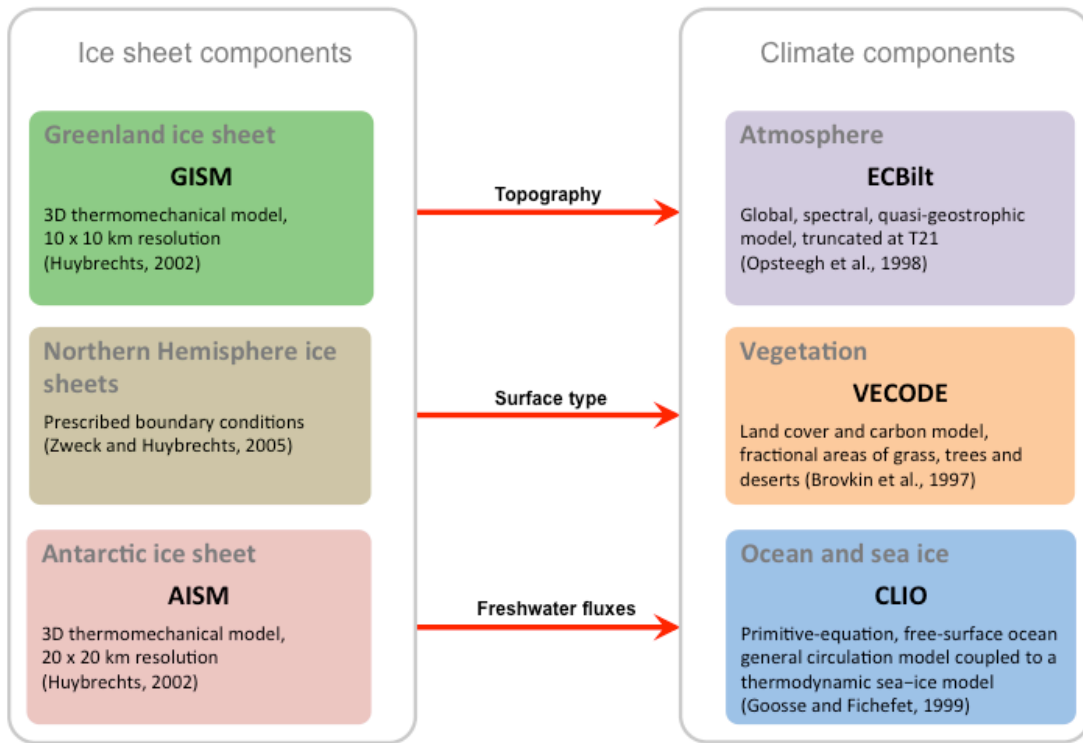 Ice sheet components
Greenland ice sheet
GISM
3D thermomechanical model,
10 x 10 km resolution
(Huybrechts, 2002)
Northern Hemisphere ice
sheets
Prescribed boundary conditions
(Zweck and Huybrechts, 2005)
Antarctic ice sheet
AISM
3D thermomechanical model,
20 x 20 km resolution
(Huybrechts, 2002)
Topography
Surface type
Freshwater fluxes
Climate components
Atmosphere
ECBilt
Global, spectral, quasi-geostrophic
model, truncated at T21
(Opsteegh et al., 1998)
Vegetation
VECODE
Land cover and carbon model,
fractional areas of grass, trees and
deserts (Brovkin et al., 1997)
Ocean and sea ice
CLIO
Primitive-equation, free-surface ocean
general circulation model coupled to a
thermodynamic sea–ice model
(Goosse and Fichefet, 1999)